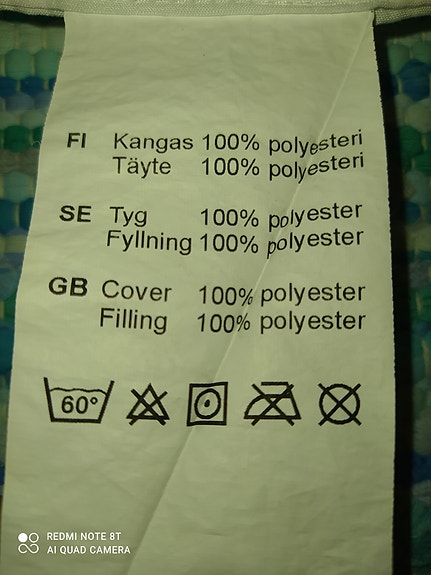 FI Kangas 100% polyesteri
Täyte 100% polyesteri
SE Tyg 100% polyester
Fyllning 100% polyester
GB Cover 100% polyester
Filling 100% polyester
60°
REDMI NOTE 8T
AI QUAD CAMERA